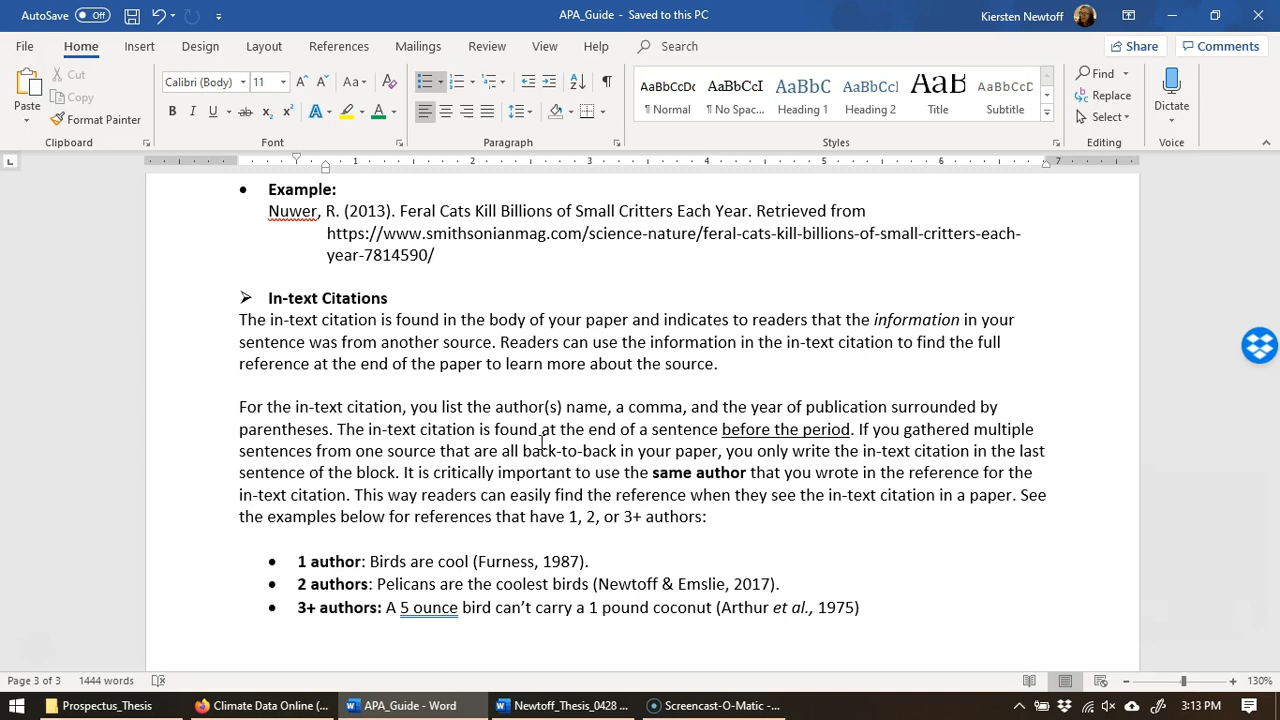 AutoSave Off
APA_Guide - Saved to this PC
Kiersten Newtoff
File Home Insert Design Layout References Mailings Review View Help Search
Share Comments
Paste
Cut
Copy
Format Painter
Clipboard
Calibri (Body) 11
Font
Paragraph
AaBbCcDc AaBbCcI AaBbC AaBbCcI AaB AaBbCcDc
¶ Normal ¶ No Spac... Heading 1 Heading 2 Title Subtitle
Styles
Find
Replace
Select
Editing
Dictate
Voice
1 2 3 4 5 6 7
• Example:
Nuwer, R. (2013). Feral Cats Kill Billions of Small Critters Each Year. Retrieved from
https://www.smithsonianmag.com/science-nature/feral-cats-kill-billions-of-small-critters-each-
year-7814590/
➢ In-text Citations
The in-text citation is found in the body of your paper and indicates to readers that the information in your
sentence was from another source. Readers can use the information in the in-text citation to find the full
reference at the end of the paper to learn more about the source.
For the in-text citation, you list the author(s) name, a comma, and the year of publication surrounded by
parentheses. The in-text citation is found at the end of a sentence before the period. If you gathered multiple
sentences from one source that are all back-to-back in your paper, you only write the in-text citation in the last
sentence of the block. It is critically important to use the same author that you wrote in the reference for the
in-text citation. This way readers can easily find the reference when they see the in-text citation in a paper. See
the examples below for references that have 1, 2, or 3+ authors:
• 1 author: Birds are cool (Furness, 1987).
• 2 authors: Pelicans are the coolest birds (Newtoff & Emslie, 2017).
• 3+ authors: A 5 ounce bird can’t carry a 1 pound coconut (Arthur et al., 1975)
Page 3 of 3 1444 words
130%
Prospectus_Thesis
Climate Data Online (...
APA_Guide - Word
Newtoff_Thesis_0428 ...
Screencast-O-Matic -...
3:13 PM